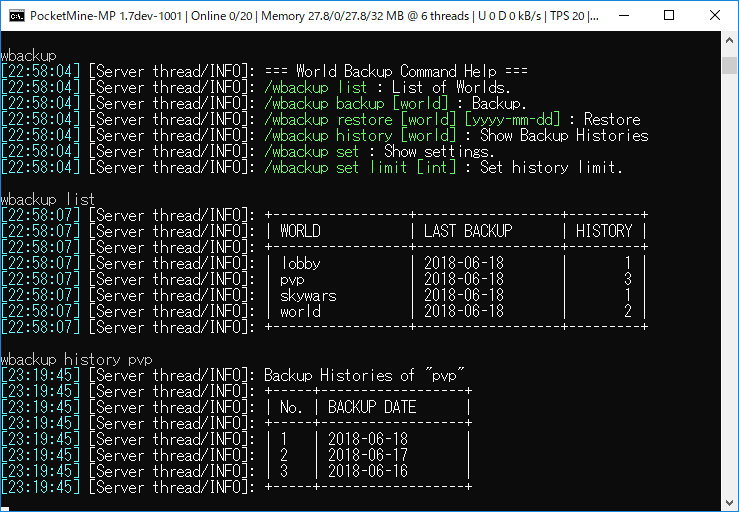 PocketMine-MP 1.7dev-1001 | Online 0/20 | Memory 27.8/0/27.8/32 MB @ 6 threads | U 0 D 0 kB/s | TPS 20 |...
wbackup
[22:58:04] [Server thread/INFO]: === World Backup Command Help ===
[22:58:04] [Server thread/INFO]: /wbackup list : List of Worlds.
[22:58:04] [Server thread/INFO]: /wbackup backup [world] : Backup.
[22:58:04] [Server thread/INFO]: /wbackup restore [world] [yyyy-mm-dd] : Restore
[22:58:04] [Server thread/INFO]: /wbackup history [world] : Show Backup Histories
[22:58:04] [Server thread/INFO]: /wbackup set : Show settings.
[22:58:04] [Server thread/INFO]: /wbackup set limit [int] : Set history limit.
wbackup list
[22:58:07] [Server thread/INFO]: +-----------------+------------------+---------+
[22:58:07] [Server thread/INFO]: | WORLD           | LAST BACKUP      | HISTORY |
[22:58:07] [Server thread/INFO]: +-----------------+------------------+---------+
[22:58:07] [Server thread/INFO]: | lobby           | 2018-06-18       |       1 |
[22:58:07] [Server thread/INFO]: | pvp             | 2018-06-18       |       3 |
[22:58:07] [Server thread/INFO]: | skywars         | 2018-06-18       |       1 |
[22:58:07] [Server thread/INFO]: | world           | 2018-06-18       |       2 |
[22:58:07] [Server thread/INFO]: +-----------------+------------------+---------+
wbackup history pvp
[23:19:45] [Server thread/INFO]: Backup Histories of "pvp"
[23:19:45] [Server thread/INFO]: +-----+------------------+
[23:19:45] [Server thread/INFO]: | No. | BACKUP DATE      |
[23:19:45] [Server thread/INFO]: +-----+------------------+
[23:19:45] [Server thread/INFO]: | 1   | 2018-06-18       |
[23:19:45] [Server thread/INFO]: | 2   | 2018-06-17       |
[23:19:45] [Server thread/INFO]: | 3   | 2018-06-16       |
[23:19:45] [Server thread/INFO]: +-----+------------------+